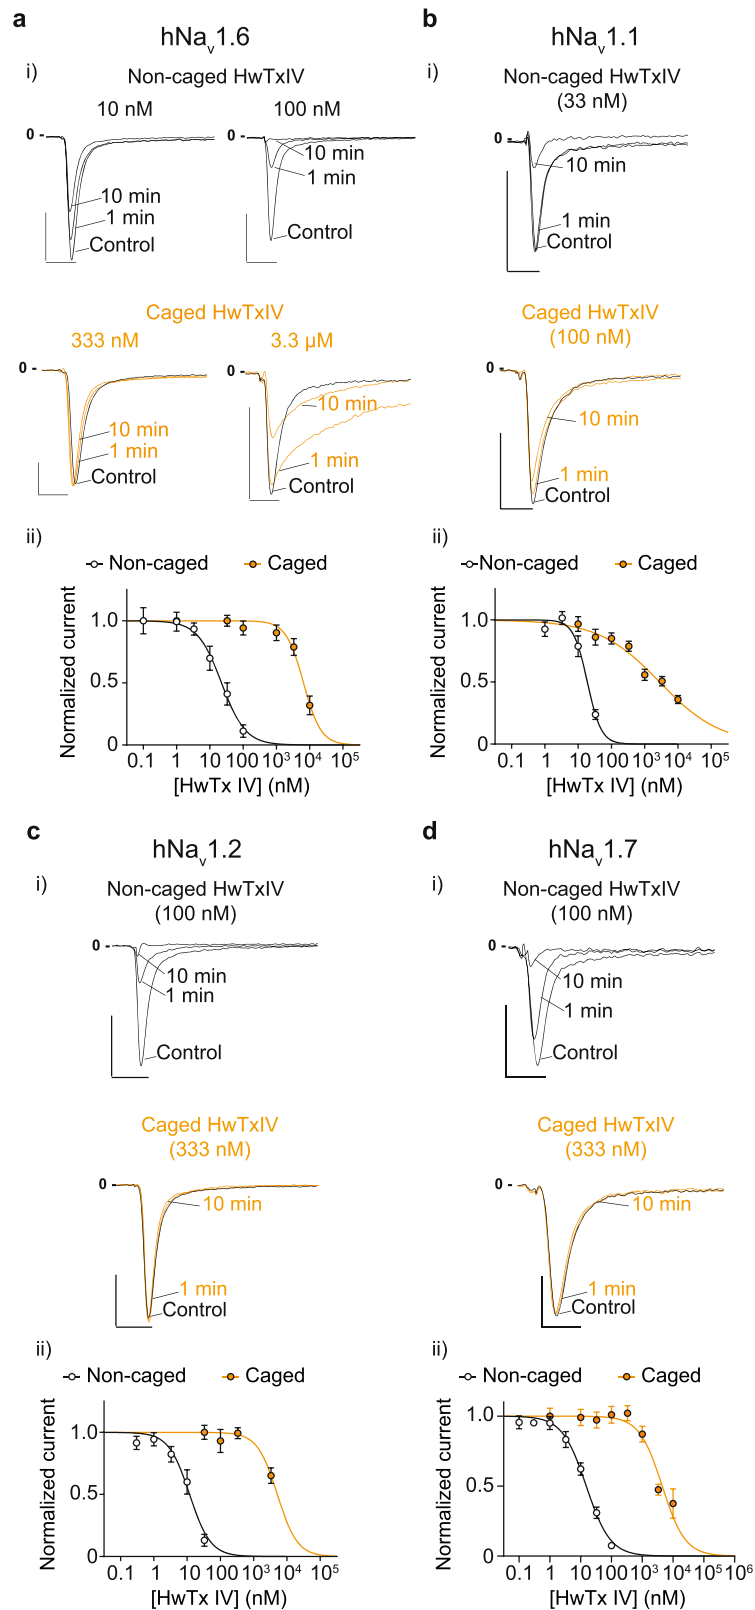 a
hNaᵥ1.6
i)
Non-caged HwTxIV
10 nM
100 nM
0 -
10 min
1 min
Control
0 -
10 min
1 min
Control
Caged HwTxIV
333 nM
3.3 µM
0 -
10 min
1 min
Control
0 -
10 min
1 min
Control
ii)
Non-caged
Caged
Normalized current
1.0
0.5
0
0.1 1 10 10² 10³ 10⁴ 10⁵
[HwTx IV] (nM)
b
hNaᵥ1.1
i)
Non-caged HwTxIV
(33 nM)
0 -
10 min
1 min
Control
Caged HwTxIV
(100 nM)
0 -
10 min
1 min
Control
ii)
Non-caged
Caged
Normalized current
1.0
0.5
0
0.1 1 10 10² 10³ 10⁴ 10⁵
[HwTx IV] (nM)
c
hNaᵥ1.2
i)
Non-caged HwTxIV
(100 nM)
0 -
10 min
1 min
Control
Caged HwTxIV
(333 nM)
0 -
10 min
1 min
Control
ii)
Non-caged
Caged
Normalized current
1.0
0.5
0
0.1 1 10 10² 10³ 10⁴ 10⁵
[HwTx IV] (nM)
d
hNaᵥ1.7
i)
Non-caged HwTxIV
(100 nM)
0 -
10 min
1 min
Control
Caged HwTxIV
(333 nM)
0 -
10 min
1 min
Control
ii)
Non-caged
Caged
Normalized current
1.0
0.5
0
0.1 1 10 10² 10³ 10⁴ 10⁵ 10⁶
[HwTx IV] (nM)